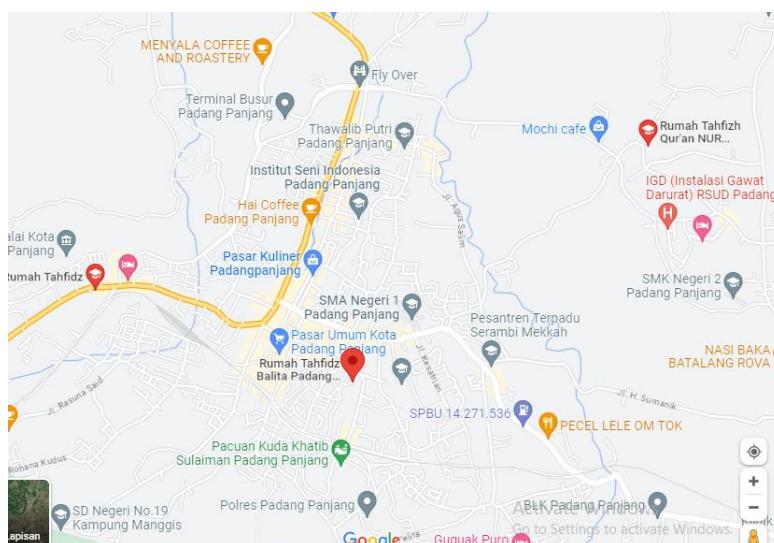 MENYALA COFFEE
AND ROASTERY
Fly Over
Terminal Busur
Padang Panjang
Thawalib Putri
Padang Panjang
Mochi cafe
Rumah Tahfizh
Qur'an NUR...
Institut Seni Indonesia
Padang Panjang
IGD (Instalasi Gawat
Darurat) RSUD Padang
Hai Coffee
Padang Panjang
Jl. Agus Salim
alai Kota
Panjang
Pasar Kuliner
Padangpanjang
Rumah Tahfidz
SMK Negeri 2
Padang Panjang
SMA Negeri 1
Padang Panjang
Pesantren Terpadu
Serambi Mekkah
Pasar Umum Kota
Padang Panjang
Jl. Kesatrian
NASI BAKA
BATALANG ROVA
Rumah Tahfidz
Balita Padang...
Jl. Rasuna Said
Jl. H. Sumanik
SPBU 14.271.536
PECEL LELE OM TOK
Pacuan Kuda Khatib
Sulaiman Padang Panjang
Rohana Kudus
SD Negeri No.19
Kampung Manggis
Polres Padang Panjang
BLK Padang Panjang
Activate Windows
Go to Settings to activate Windows.
apisan
Google
Guguak Puro